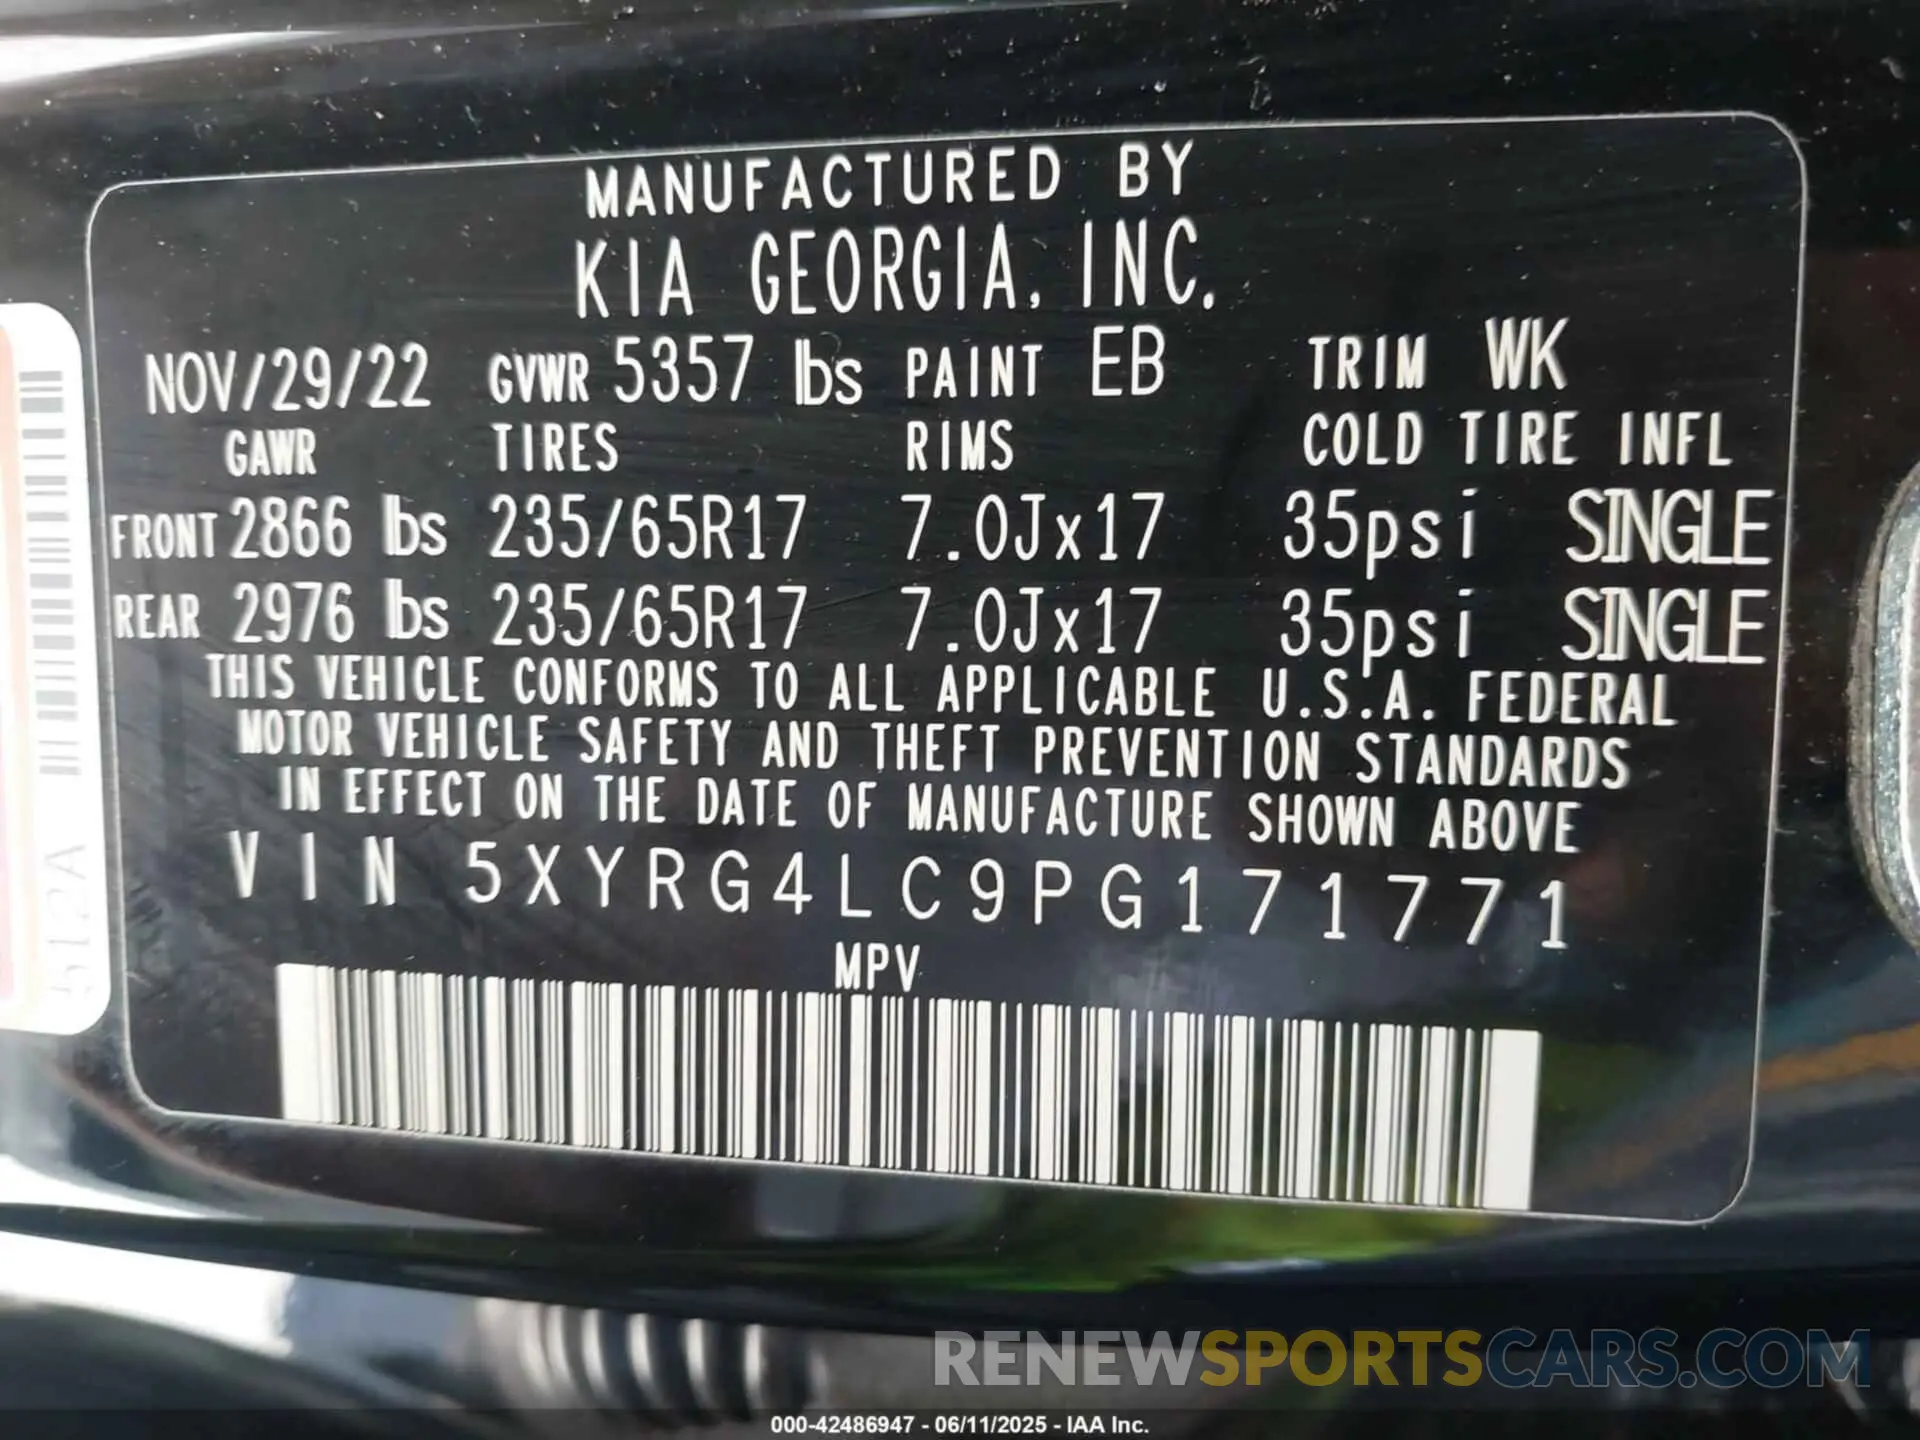 MANUFACTURED BY
KIA GEORGIA, INC.
NOV/29/22 GVWR 5357 lbs PAINT EB TRIM WK
GAWR TIRES RIMS COLD TIRE INFL
FRONT 2866 lbs 235/65R17 7.0Jx17 35psi SINGLE
REAR 2976 lbs 235/65R17 7.0Jx17 35psi SINGLE
THIS VEHICLE CONFORMS TO ALL APPLICABLE U.S.A. FEDERAL
MOTOR VEHICLE SAFETY AND THEFT PREVENTION STANDARDS
IN EFFECT ON THE DATE OF MANUFACTURE SHOWN ABOVE
VIN 5XYRG4LC9PG171771
MPV
512A
RENEWSPORTSCARS.COM
000-42486947 - 06/11/2025 - IAA Inc.